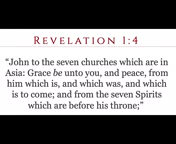 Revelation 1:4
“John to the seven churches which are in
Asia: Grace be unto you, and peace, from
him which is, and which was, and which
is to come; and from the seven Spirits
which are before his throne;”